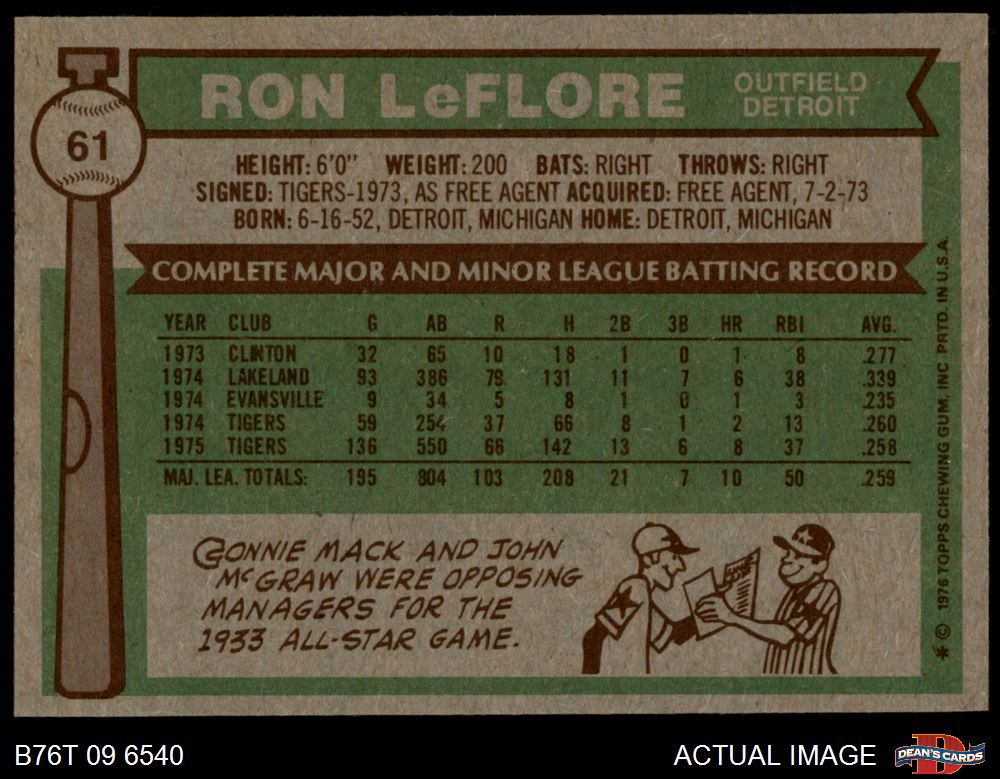 61
RON LeFLORE
OUTFIELD
DETROIT
HEIGHT: 6'0" WEIGHT: 200 BATS: RIGHT THROWS: RIGHT
SIGNED: TIGERS-1973, AS FREE AGENT ACQUIRED: FREE AGENT, 7-2-73
BORN: 6-16-52, DETROIT, MICHIGAN HOME: DETROIT, MICHIGAN
COMPLETE MAJOR AND MINOR LEAGUE BATTING RECORD
YEAR CLUB G AB R H 2B 3B HR RBI AVG.
1973 CLINTON 32 65 10 18 1 0 1 8 .277
1974 LAKELAND 93 386 79 131 11 7 6 38 .339
1974 EVANSVILLE 9 34 5 8 1 0 1 3 .235
1974 TIGERS 59 254 37 66 8 1 2 13 .260
1975 TIGERS 136 550 66 142 13 6 8 37 .258
MAJ. LEA. TOTALS: 195 804 103 208 21 7 10 50 .259
CONNIE MACK AND JOHN
McGRAW WERE OPPOSING
MANAGERS FOR THE
1933 ALL-STAR GAME.
* © 1976 TOPPS CHEWING GUM, INC PRTD. IN U.S.A.
B76T 09 6540
ACTUAL IMAGE
DEAN'S CARDS